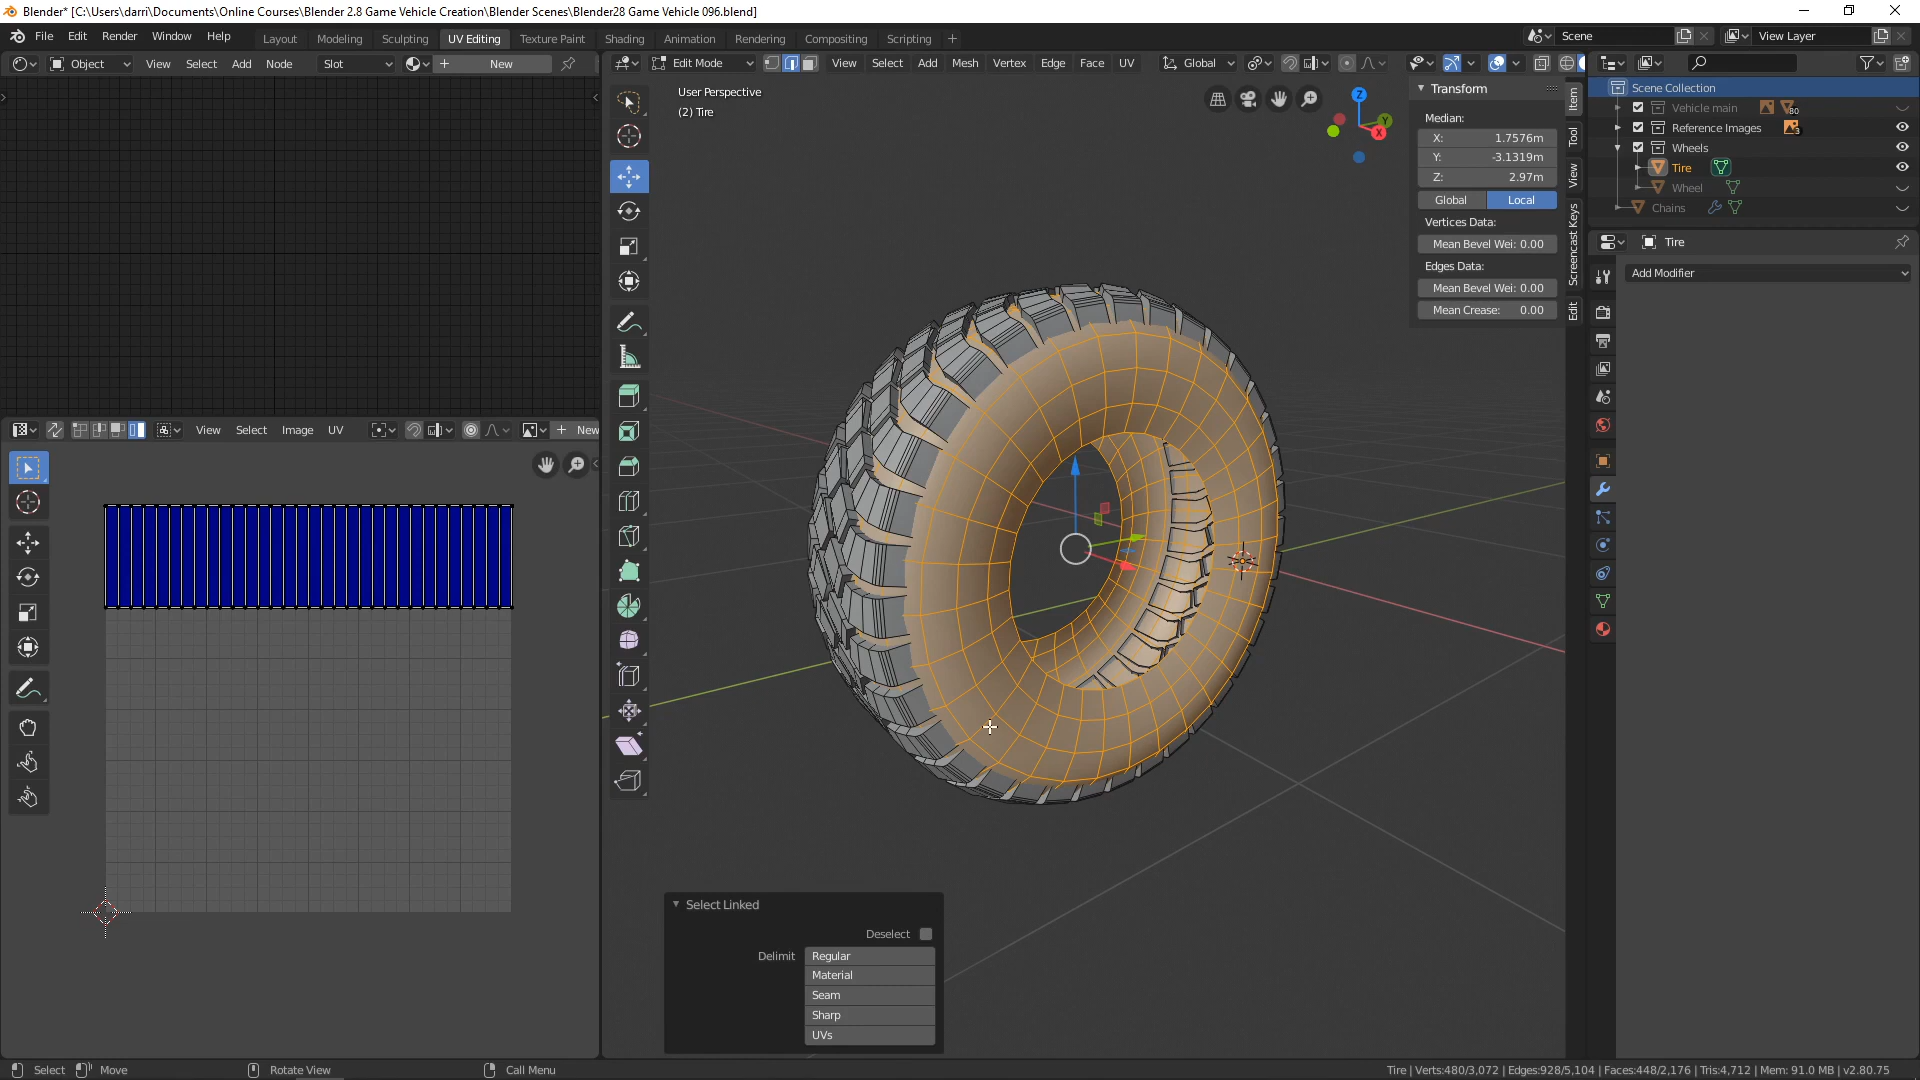 Blender* [C:\Users\darri\Documents\Online Courses\Blender 2.8 Game Vehicle Creation\Blender Scenes\Blender28 Game Vehicle 096.blend]
File Edit Render Window Help Layout Modeling Sculpting UV Editing Texture Paint Shading Animation Rendering Compositing Scripting + Scene View Layer
Object View Select Add Node Slot New
Edit Mode View Select Add Mesh Vertex Edge Face UV Global
User Perspective
(2) Tire
Z
Y
X
Transform
Median:
X: 1.7576m
Y: -3.1319m
Z: 2.97m
Global Local
Vertices Data:
Mean Bevel Wei: 0.00
Edges Data:
Mean Bevel Wei: 0.00
Mean Crease: 0.00
Item
Tool
View
Screencast Keys
Edit
Scene Collection
Vehicle main 80
Reference Images 3
Wheels
Tire
Wheel
Chains
Tire
Add Modifier
View Select Image UV New
Select Linked
Deselect
Delimit Regular
Material
Seam
Sharp
UVs
Select Move Rotate View Call Menu Tire | Verts:480/3,072 | Edges:928/5,104 | Faces:448/2,176 | Tris:4,712 | Mem: 91.0 MB | v2.80.75